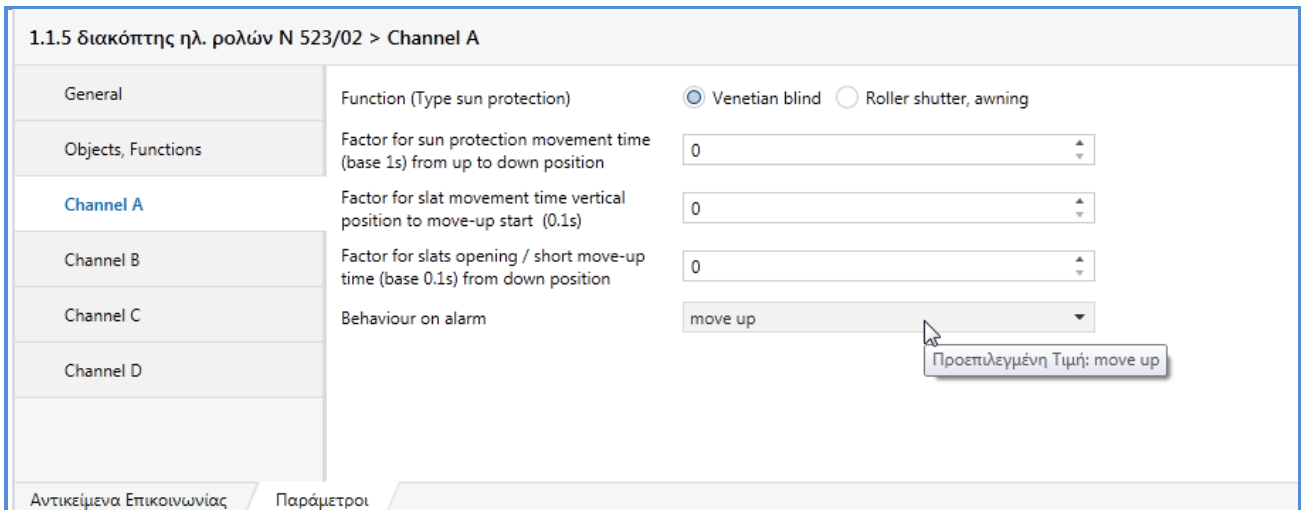 1.1.5 διακόπτης ηλ. ρολών N 523/02 > Channel A
General
Objects, Functions
Channel A
Channel B
Channel C
Channel D
Function (Type sun protection)
Venetian blind
Roller shutter, awning
Factor for sun protection movement time
(base 1s) from up to down position
0
Factor for slat movement time vertical
position to move-up start (0.1s)
0
Factor for slats opening / short move-up
time (base 0.1s) from down position
0
Behaviour on alarm
move up
Προεπιλεγμένη Τιμή: move up
Αντικείμενα Επικοινωνίας
Παράμετροι